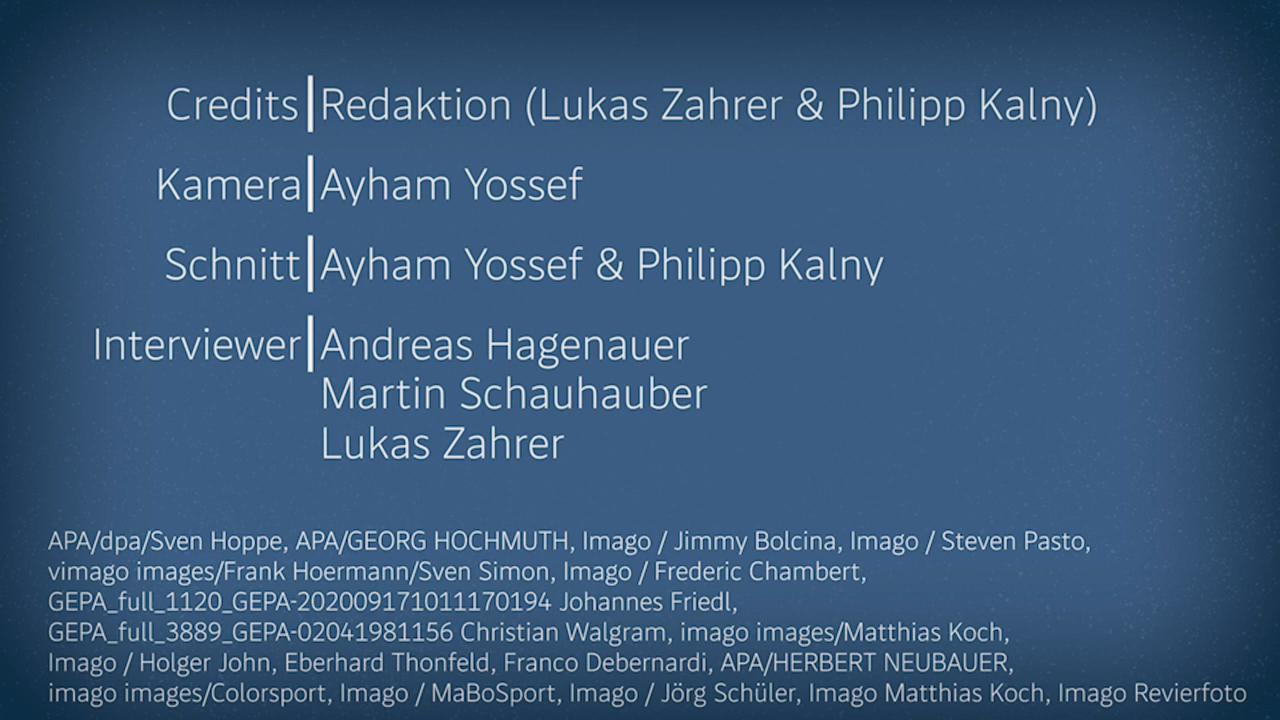 Credits Redaktion (Lukas Zahrer & Philipp Kalny)
Kamera Ayham Yossef
Schnitt Ayham Yossef & Philipp Kalny
Interviewer Andreas Hagenauer
Martin Schauhauber
Lukas Zahrer
APA/dpa/Sven Hoppe, APA/GEORG HOCHMUTH, Imago / Jimmy Bolcina, Imago / Steven Pasto,
vimago images/Frank Hoermann/Sven Simon, Imago / Frederic Chambert,
GEPA_full_1120_GEPA-202009171011170194 Johannes Friedl,
GEPA_full_3889_GEPA-02041981156 Christian Walgram, imago images/Matthias Koch,
Imago / Holger John, Eberhard Thonfeld, Franco Debernardi, APA/HERBERT NEUBAUER,
imago images/Colorsport, Imago / MaBoSport, Imago / Jörg Schüler, Imago Matthias Koch, Imago Revierfoto